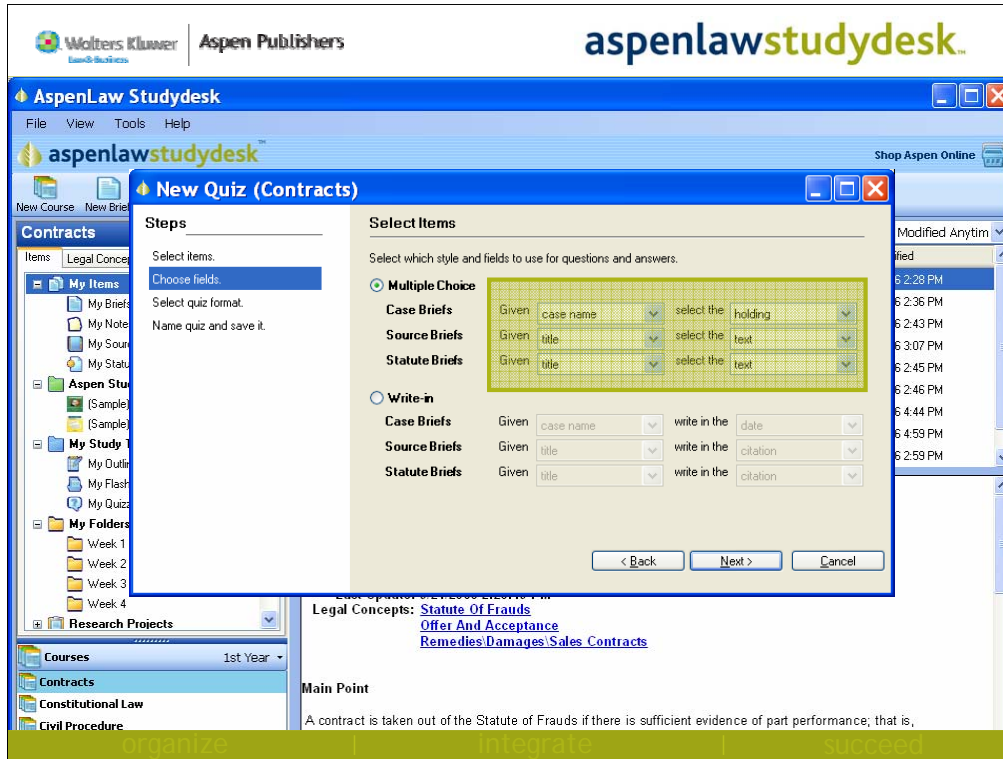 Wolters Kluwer
Law & Business
Aspen Publishers
aspenlawstudydesk™
AspenLaw Studydesk
File View Tools Help
aspenlawstudydesk™
Shop Aspen Online
New Course New Brief
New Quiz (Contracts)
Contracts
Modified Anytim
Items Legal Concep
ified
Steps
Select Items
Select items.
Choose fields.
Select quiz format.
Name quiz and save it.
Select which style and fields to use for questions and answers.
Multiple Choice
Case Briefs Given case name select the holding
Source Briefs Given title select the text
Statute Briefs Given title select the text
Write-in
Case Briefs Given case name write in the date
Source Briefs Given title write in the citation
Statute Briefs Given title write in the citation
< Back Next > Cancel
My Items
My Briefs
My Note
My Sour
My Statu
Aspen Stu
(Sample)
(Sample)
My Study T
My Outlin
My Flash
My Quizz
My Folders
Week 1
Week 2
Week 3
Week 4
Research Projects
6 2:28 PM
6 2:36 PM
6 2:43 PM
6 3:07 PM
6 2:45 PM
6 2:46 PM
6 4:44 PM
6 4:59 PM
6 2:59 PM
Legal Concepts: Statute Of Frauds
Offer And Acceptance
Remedies\Damages\Sales Contracts
Courses 1st Year
Contracts
Constitutional Law
Civil Procedure
Main Point
A contract is taken out of the Statute of Frauds if there is sufficient evidence of part performance; that is,
organize | integrate | succeed